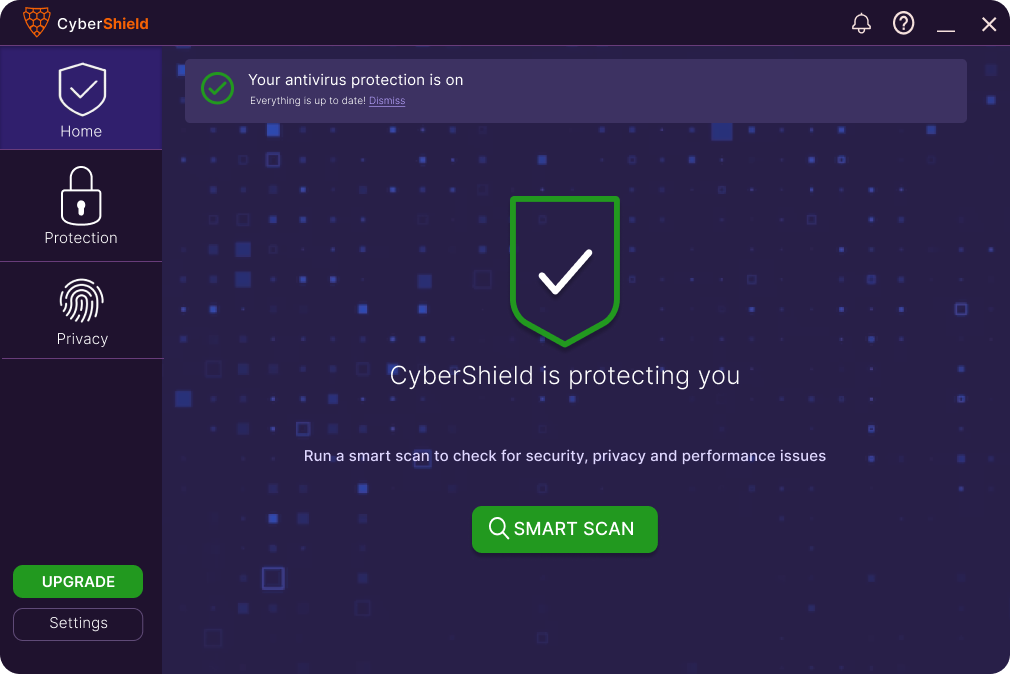 CyberShield
Home
Protection
Privacy
UPGRADE
Settings
Your antivirus protection is on
Everything is up to date! Dismiss
CyberShield is protecting you
Run a smart scan to check for security, privacy and performance issues
SMART SCAN